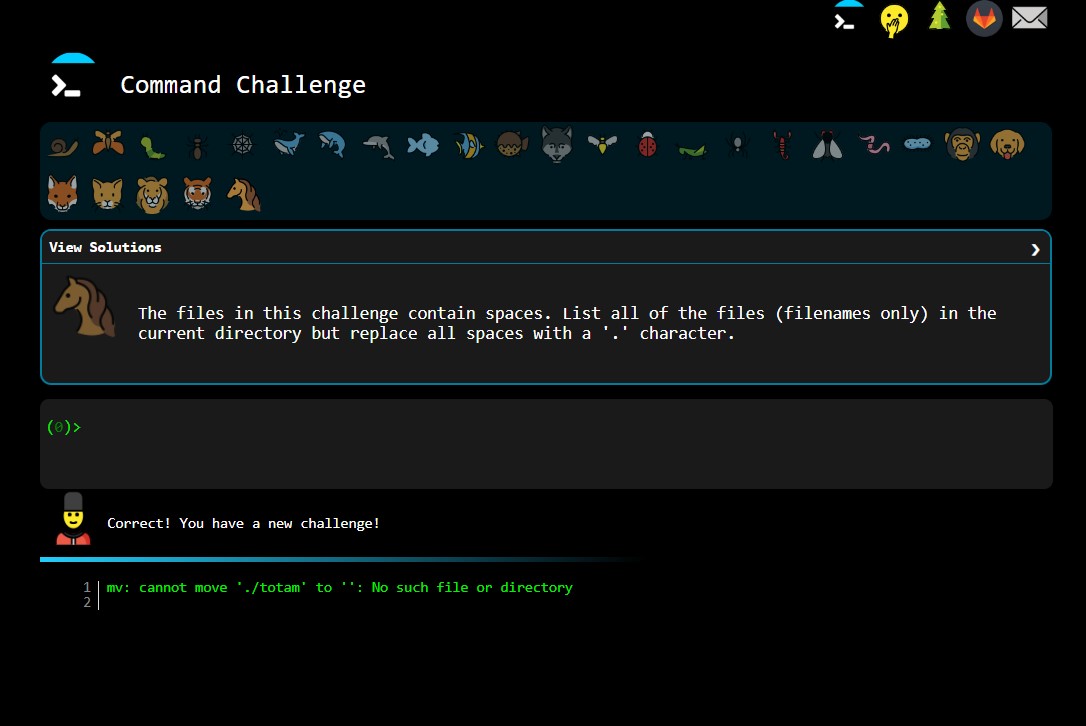 Command Challenge
View Solutions
The files in this challenge contain spaces. List all of the files (filenames only) in the
current directory but replace all spaces with a '.' character.
(0)>
Correct! You have a new challenge!
1 mv: cannot move './totam' to '': No such file or directory
2